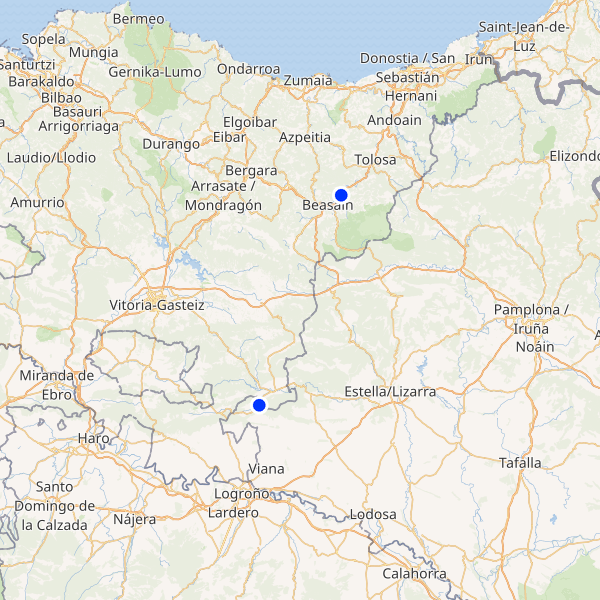 Bermeo
Sopela
Mungia
Saint-Jean-de-
Luz
Santurtzi
Gernika-Lumo
Ondarroa
Donostia / San
Sebastián
Irun
Barakaldo
Zumaia
Bilbao
Hernani
Basauri
Arrigorriaga
Elgoibar
Eibar
Azpeitia
Andoain
Laudio/Llodio
Durango
Tolosa
Elizondo
Bergara
Arrasate /
Mondragón
Amurrio
Beasain
Vitoria-Gasteiz
Pamplona /
Iruña
Noáin
Miranda de
Ebro
Estella/Lizarra
Haro
Viana
Tafalla
Santo
Domingo de
la Calzada
Logroño
Lardero
Nájera
Lodosa
Calahorra